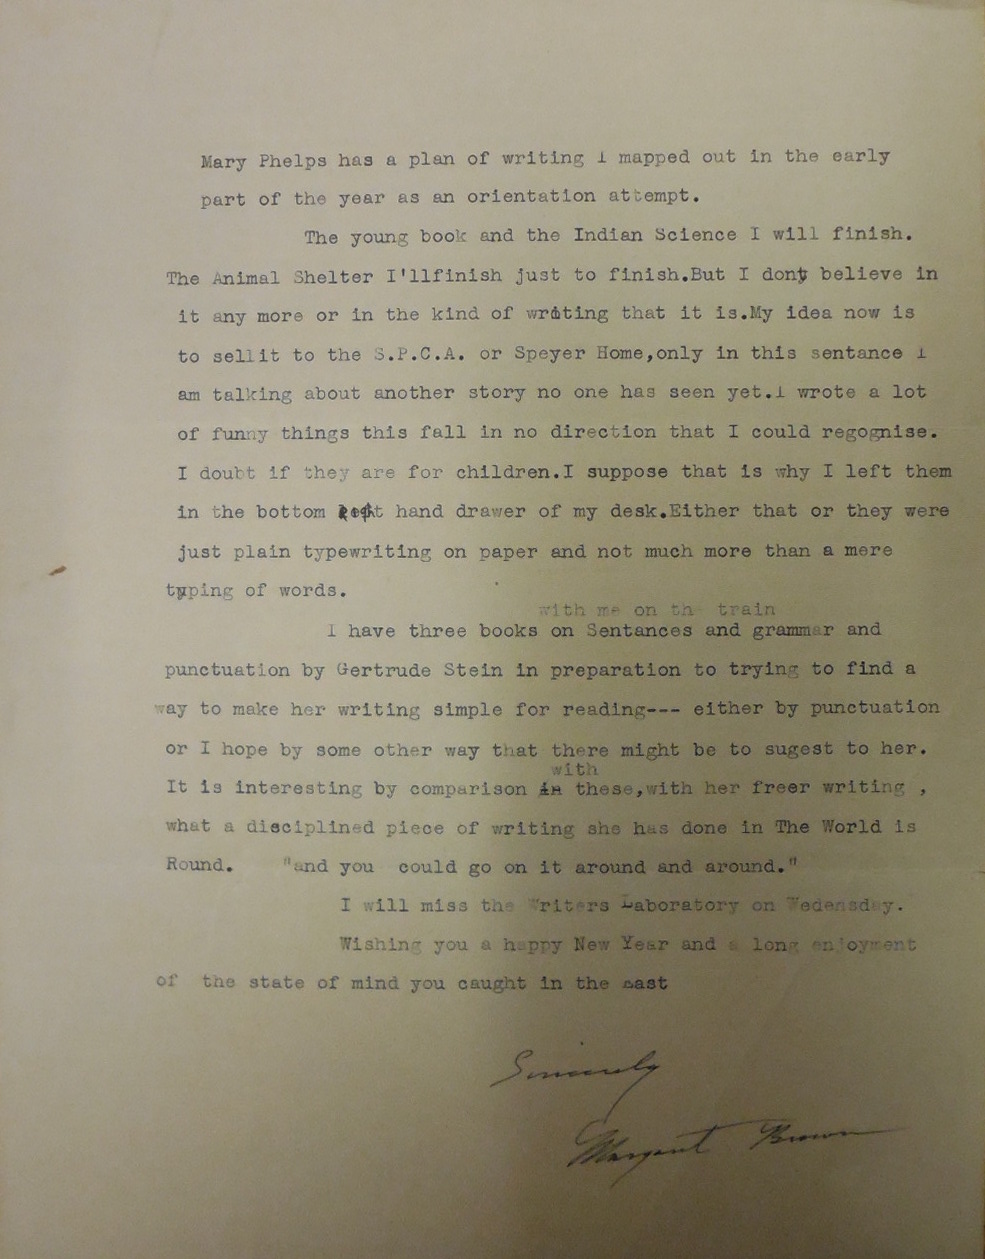 Mary Phelps has a plan of writing I mapped out in the early
part of the year as an orientation attempt.
The young book and the Indian Science I will finish.
The Animal Shelter I'llfinish just to finish.But I dont believe in
it any more or in the kind of writing that it is.My idea now is
to sellit to the S.P.C.A. or Speyer Home,only in this sentance I
am talking about another story no one has seen yet.I wrote a lot
of funny things this fall in no direction that I could regognise.
I doubt if they are for children.I suppose that is why I left them
in the bottom hand drawer of my desk.Either that or they were
just plain typewriting on paper and not much more than a mere
typing of words.
with me on th train
I have three books on Sentances and grammar and
punctuation by Gertrude Stein in preparation to trying to find a
way to make her writing simple for reading--- either by punctuation
or I hope by some other way that there might be to sugest to her.
with
It is interesting by comparison in these,with her freer writing ,
what a disciplined piece of writing she has done in The World is
Round. "and you could go on it around and around."
I will miss the Writers Laboratory on Wedensday.
Wishing you a happy New Year and a long enjoyment
of the state of mind you caught in the East
Sincerely
Margaret Brown